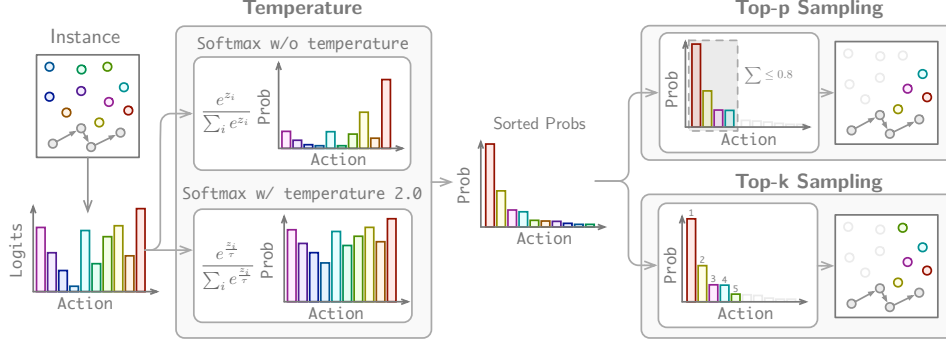 Temperature
Top-p Sampling
Instance
Softmax w/o temperature
e^{z_i}
∑_i e^{z_i}
Prob
Action
Prob
∑ ≤ 0.8
Action
Sorted Probs
Prob
Action
Softmax w/ temperature 2.0
e^{\frac{z_i}{τ}}
∑_i e^{\frac{z_i}{τ}}
Prob
Action
Logits
Action
Top-k Sampling
Prob
1
2
3 4
5
Action